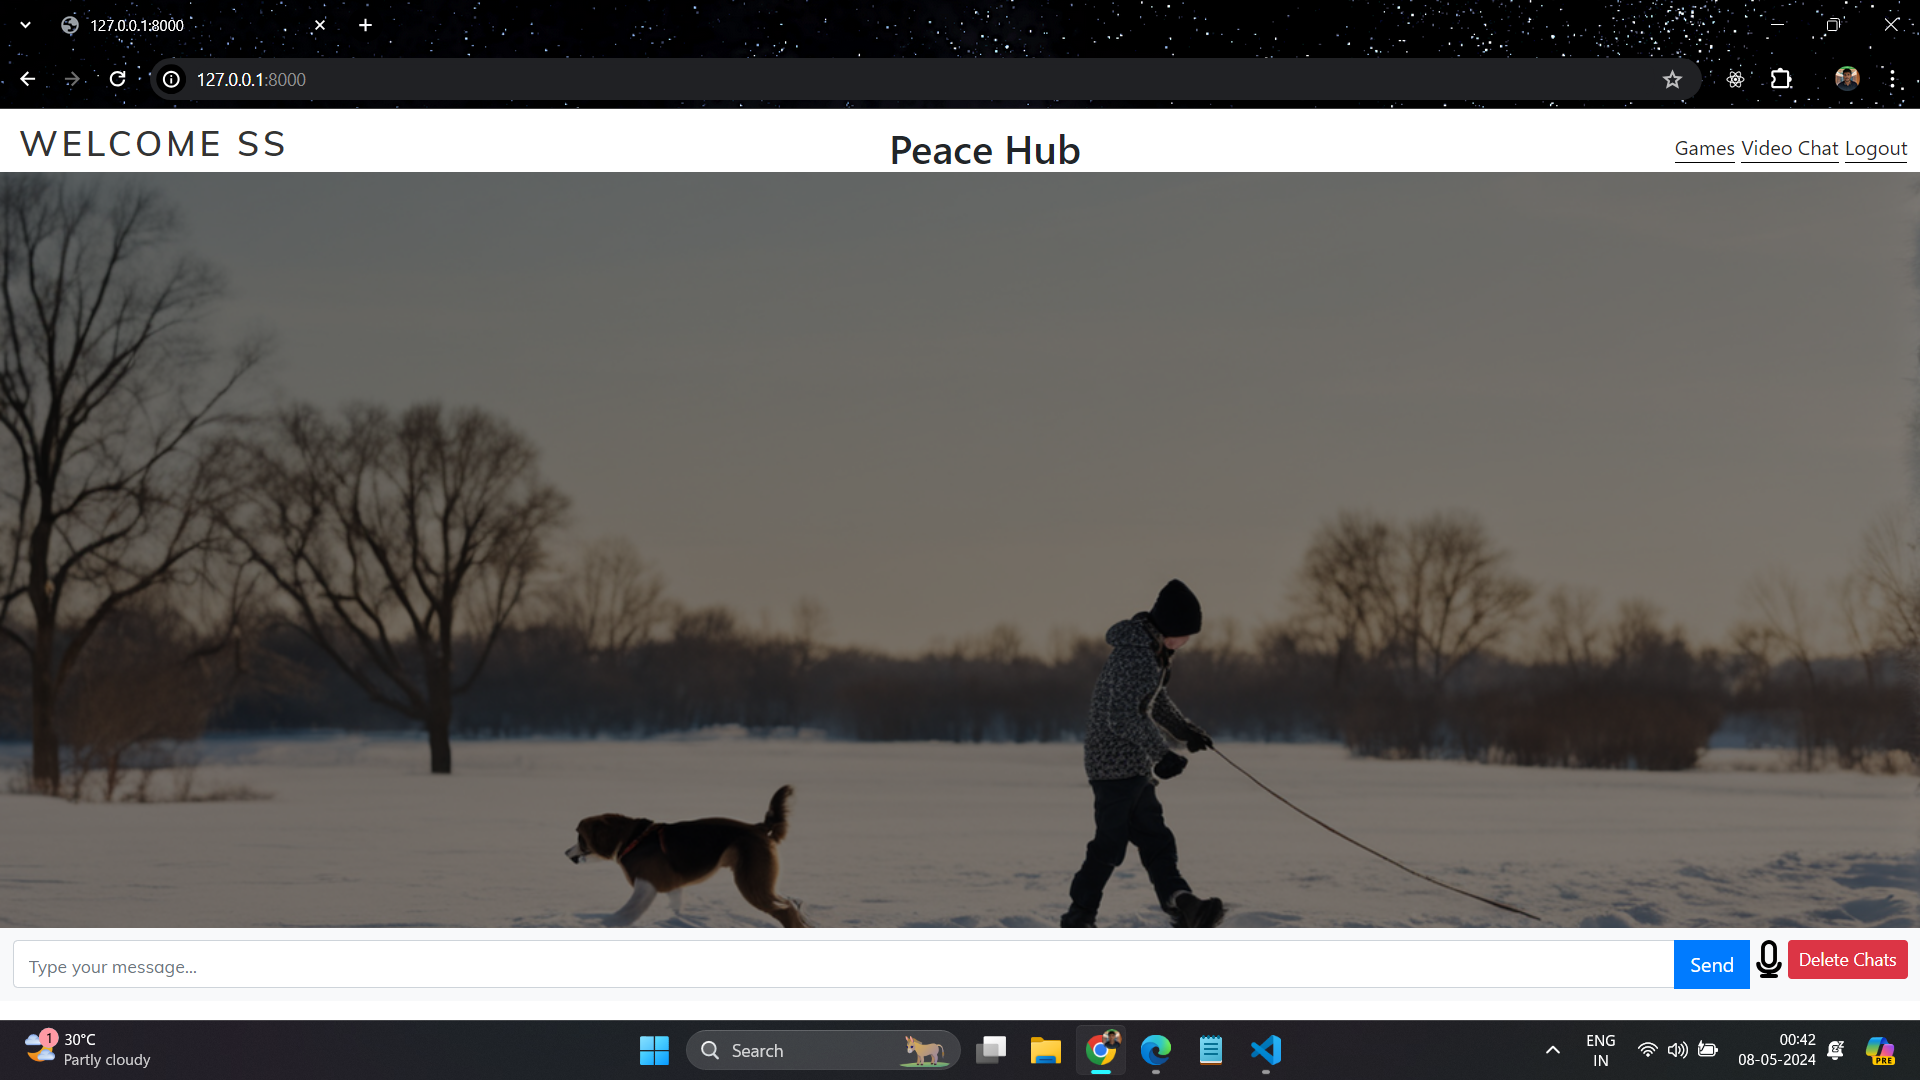 127.0.0.1:8000
127.0.0.1:8000
WELCOME SS
Peace Hub
Games Video Chat Logout
Type your message...
Send
Delete Chats
1
30°C
Partly cloudy
Search
ENG
IN
00:42
08-05-2024
PRE